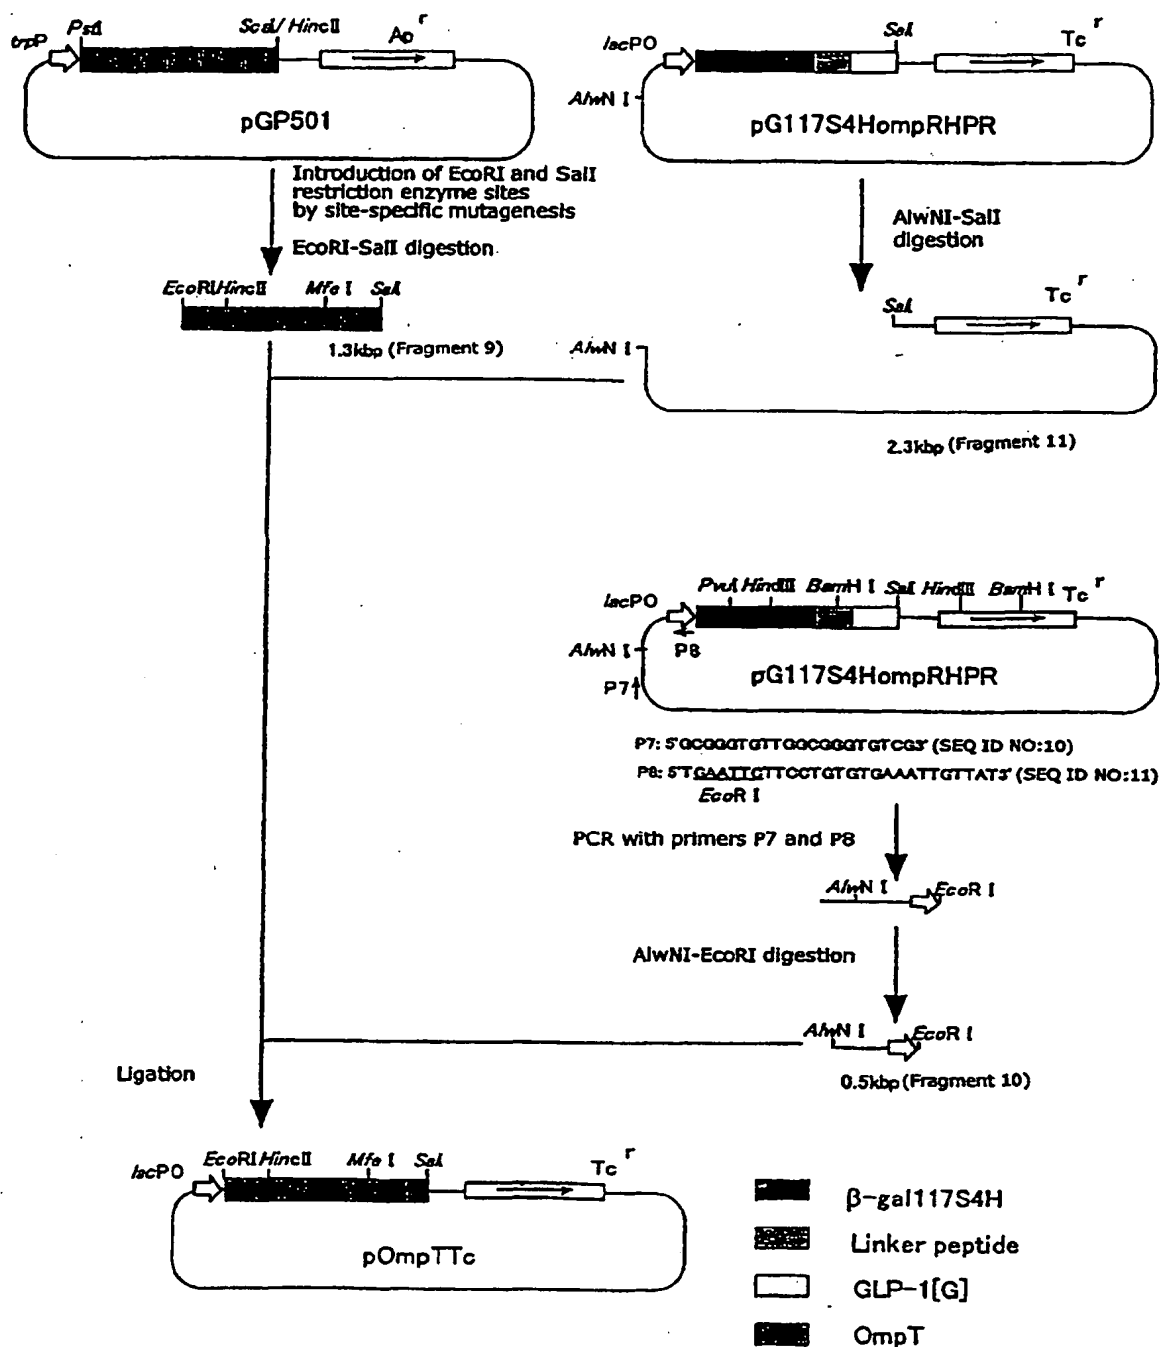 trpP
PstI
ScaI/HincII
Ap r
pGP501
lacPO
SalI
Tc r
AlwN I
pG117S4HompRHPR
Introduction of EcoRI and SalI
restriction enzyme sites
by site-specific mutagenesis
EcoRI-SalI digestion
AlwNI-SalI
digestion
EcoRI HincII Mfe I SalI
1.3kbp (Fragment 9)
SalI
Tc r
AlwN I
2.3kbp (Fragment 11)
lacPO
PvuI HindIII BamH I SalI HindIII BamH I Tc r
AlwN I
P8
P7
pG117S4HompRHPR
P7: 5'GCGGGTGTTGGCGGGTGTCG3' (SEQ ID NO:10)
P8: 5'TGAATTGTTCCTGTGTGAAATTGTTAT3' (SEQ ID NO:11)
EcoR I
PCR with primers P7 and P8
AlwN I EcoR I
AlwNI-EcoRI digestion
AlwN I EcoR I
0.5kbp (Fragment 10)
Ligation
lacPO
EcoRI HincII Mfe I SalI
Tc r
pOmpTTc
β-gal117S4H
Linker peptide
GLP-1[G]
OmpT